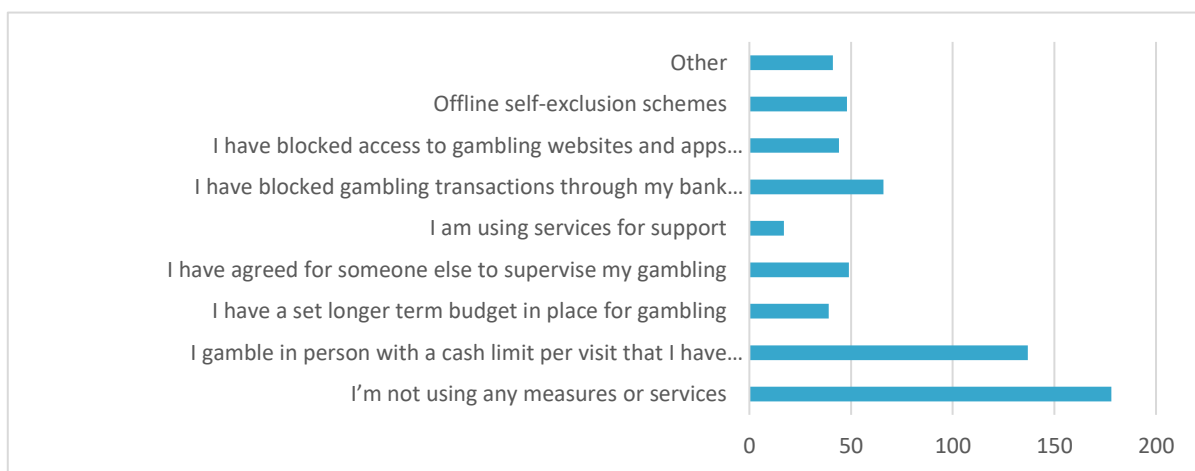 Other
Offline self-exclusion schemes
I have blocked access to gambling websites and apps...
I have blocked gambling transactions through my bank...
I am using services for support
I have agreed for someone else to supervise my gambling
I have a set longer term budget in place for gambling
I gamble in person with a cash limit per visit that I have...
I’m not using any measures or services
0 50 100 150 200